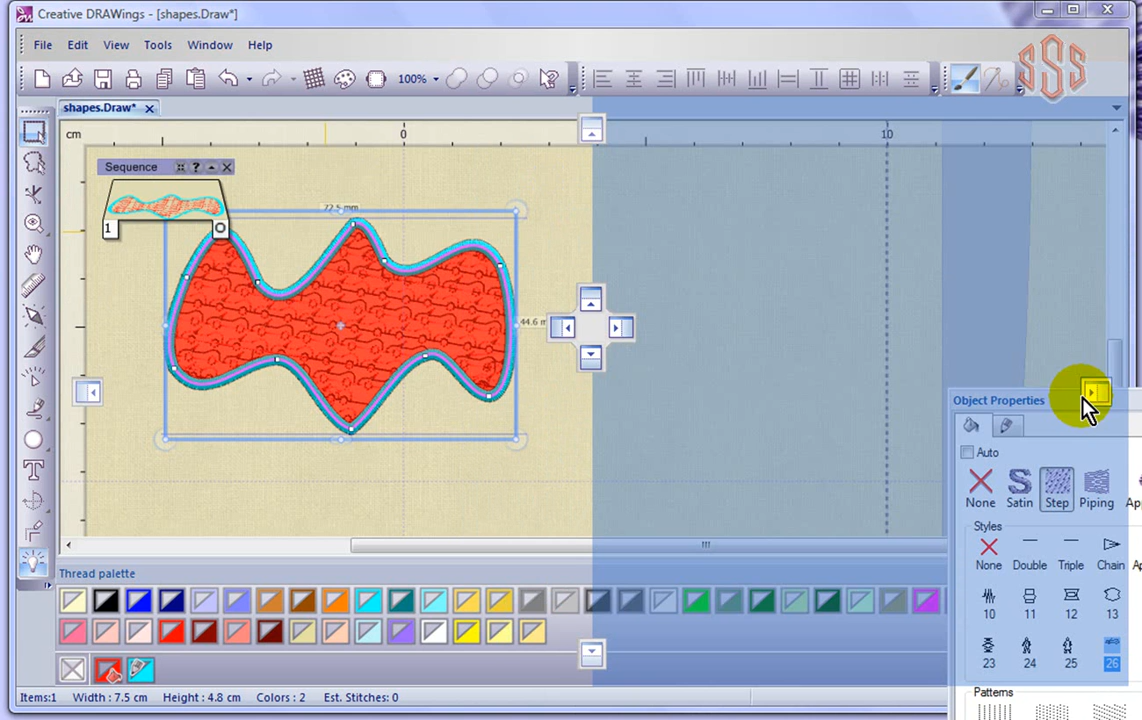 Creative DRAWings - [shapes.Draw*]
File Edit View Tools Window Help
100%
SSS
shapes.Draw*
cm 0 10
Sequence
22.5 mm
1
44.6 m
Object Properties
Auto
None Satin Step Piping
Styles
None Double Triple Chain
10 11 12 13
23 24 25 26
Patterns
Thread palette
Items:1 Width : 7.5 cm Height : 4.8 cm Colors : 2 Est. Stitches: 0